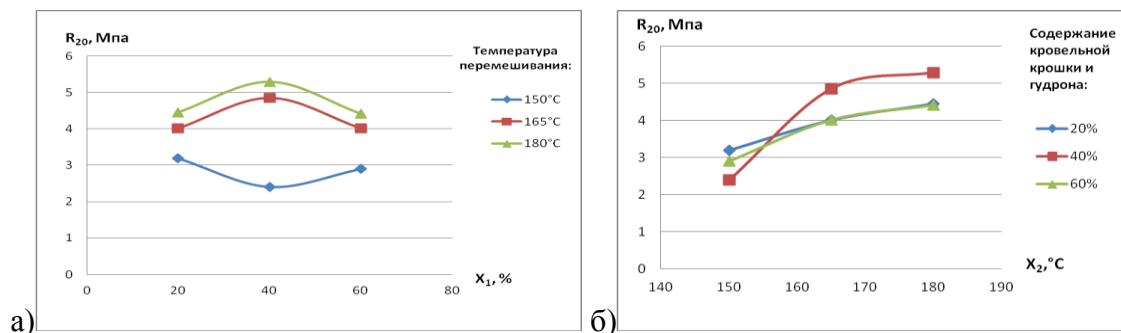 R20, Мпа
6
5
4
3
2
1
0
0
20
40
60
80
X1, %
Температура
перемешивания:
150°C
165°C
180°C
а)
R20, Мпа
6
5
4
3
2
1
0
140
150
160
170
180
190
X2,°C
Содержание
кровельной
крошки и
гудрона:
20%
40%
60%
б)